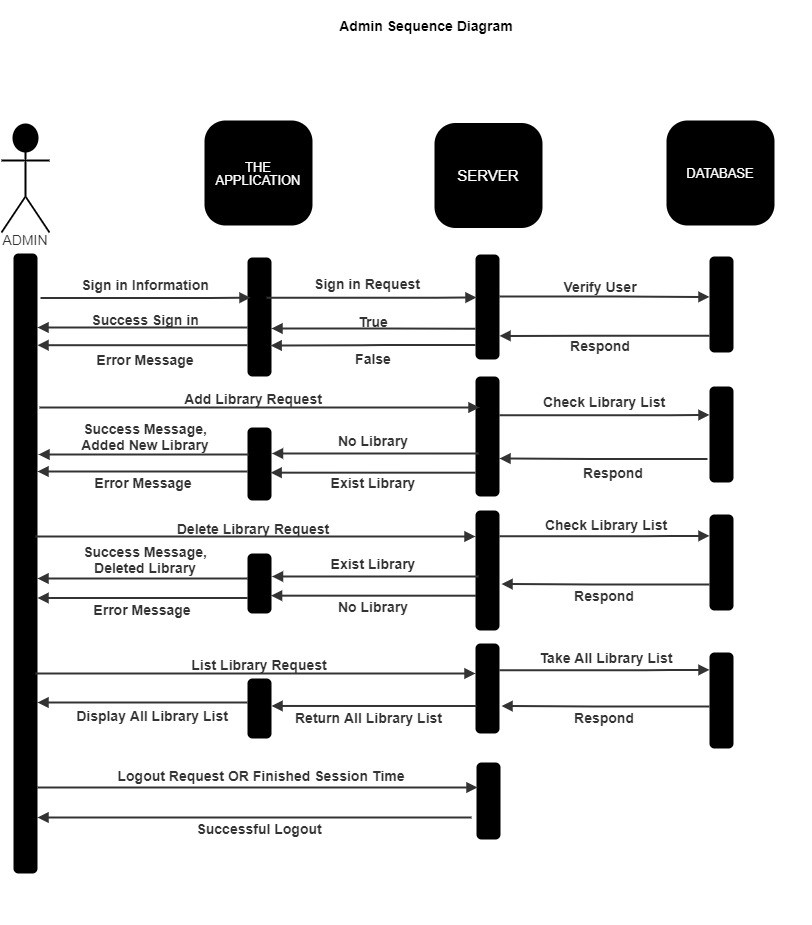 Admin Sequence Diagram
THE
APPLICATION
SERVER
DATABASE
ADMIN
Sign in Information
Sign in Request
Verify User
Success Sign in
True
Respond
Error Message
False
Add Library Request
Check Library List
Success Message,
Added New Library
No Library
Respond
Error Message
Exist Library
Delete Library Request
Check Library List
Success Message,
Deleted Library
Exist Library
Respond
Error Message
No Library
List Library Request
Take All Library List
Display All Library List
Return All Library List
Respond
Logout Request OR Finished Session Time
Successful Logout